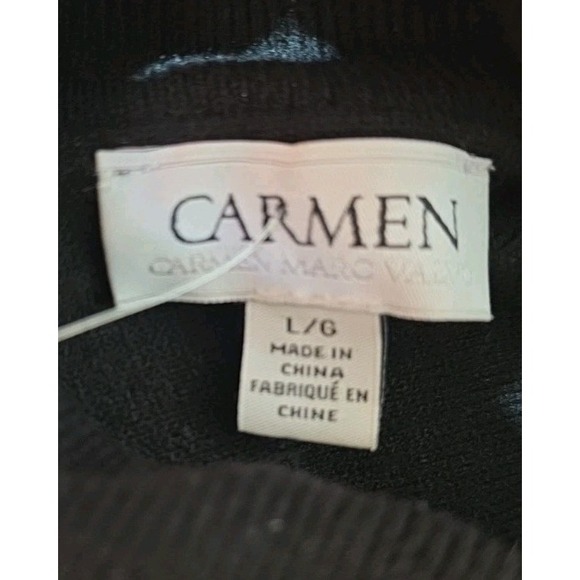 CARMEN
CARMEN MARC VALVO
L/G
MADE IN
CHINA
FABRIQUÉ EN
CHINE